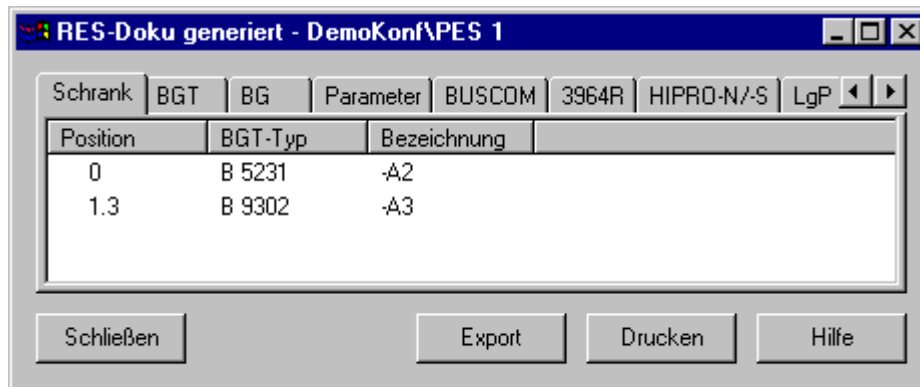 RES-Doku generiert - DemoKonf\PES 1
Schrank BGT BG Parameter BUSCOM 3964R HIPRO-N/-S LgP
Position BGT-Typ Bezeichnung
0 B 5231 -A2
1.3 B 9302 -A3
Schließen Export Drucken Hilfe